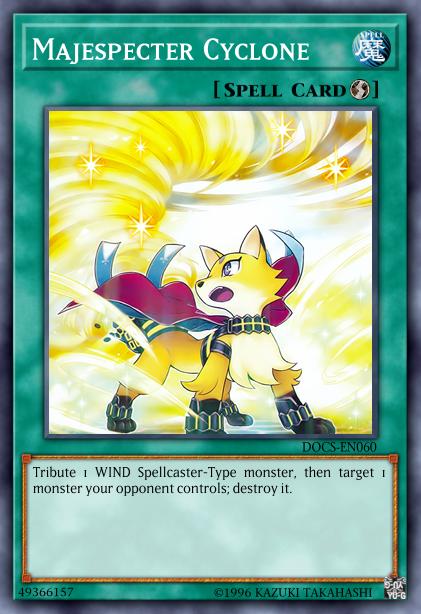 Majespecter Cyclone
SPELL
魔
[Spell Card]
DOCS-EN060
Tribute 1 WIND Spellcaster-Type monster, then target 1
monster your opponent controls; destroy it.
49366157
©1996 KAZUKI TAKAHASHI